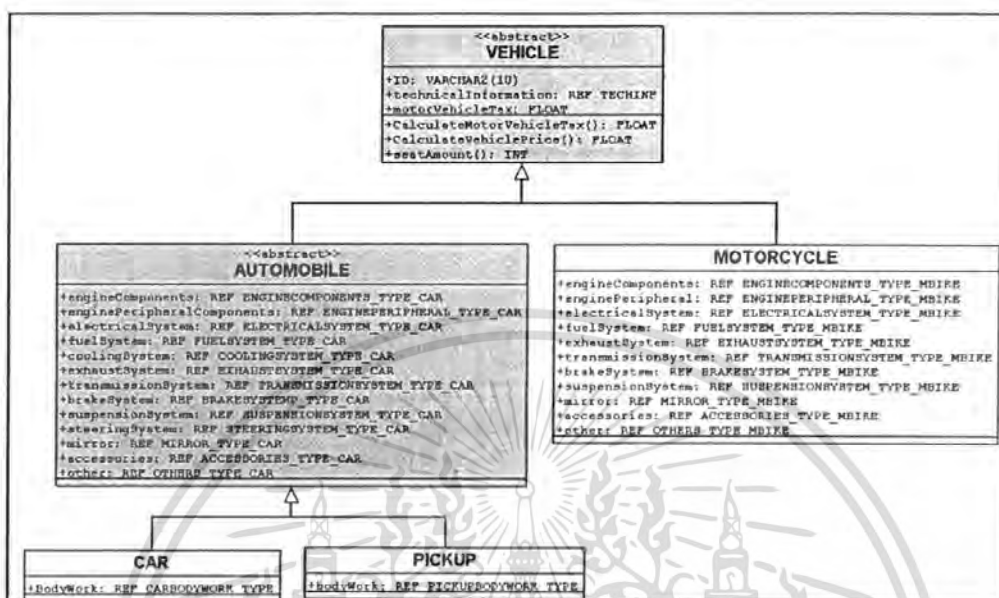 <<abstract>>
VEHICLE
+ID: VARCHAR2(10)
+technicalInformation: REF TECHINF
+motorVehicleTax: FLOAT
+CalculateMotorVehicleTax(): FLOAT
+CalculateVehiclePrice(): FLOAT
+seatAmount(): INT
<<abstract>>
AUTOMOBILE
+engineComponents: REF ENGINECOMPONENTS_TYPE_CAR
+enginePeripheralComponents: REF ENGINEPERIPHERAL_TYPE_CAR
+electricalSystem: REF ELECTRICALSYSTEM_TYPE_CAR
+fuelSystem: REF FUELSYSTEM_TYPE_CAR
+coolingSystem: REF COOLINGSYSTEM_TYPE_CAR
+exhaustSystem: REF EXHAUSTSYSTEM_TYPE_CAR
+transmissionSystem: REF TRANSMISSIONSYSTEM_TYPE_CAR
+brakeSystem: REF BRAKESYSTEMP_TYPE_CAR
+suspensionSystem: REF SUSPENSIONSYSTEM_TYPE_CAR
+steeringSystem: REF STEERINGSYSTEM_TYPE_CAR
+mirror: REF MIRROR_TYPE_CAR
+accessories: REF ACCESSORIES_TYPE_CAR
+other: REF OTHERS_TYPE_CAR
MOTORCYCLE
+engineComponents: REF ENGINECOMPONENTS_TYPE_MBIKE
+enginePeripheral: REF ENGINEPERIPHERAL_TYPE_MBIKE
+electricalSystem: REF ELECTRICALSYSTEM_TYPE_MBIKE
+fuelSystem: REF FUELSYSTEM_TYPE_MBIKE
+exhaustSystem: REF EXHAUSTSYSTEM_TYPE_MBIKE
+transmissionSystem: REF TRANSMISSIONSYSTEM_TYPE_MBIKE
+brakeSystem: REF BRAKESYSTEM_TYPE_MBIKE
+suspensionSystem: REF SUSPENSIONSYSTEM_TYPE_MBIKE
+mirror: REF MIRROR_TYPE_MBIKE
+accessories: REF ACCESSORIES_TYPE_MBIKE
+other: REF OTHERS_TYPE_MBIKE
CAR
+BodyWork: REF CARBODYWORK_TYPE
PICKUP
+bodyWork: REF PICKUPBODYWORK_TYPE